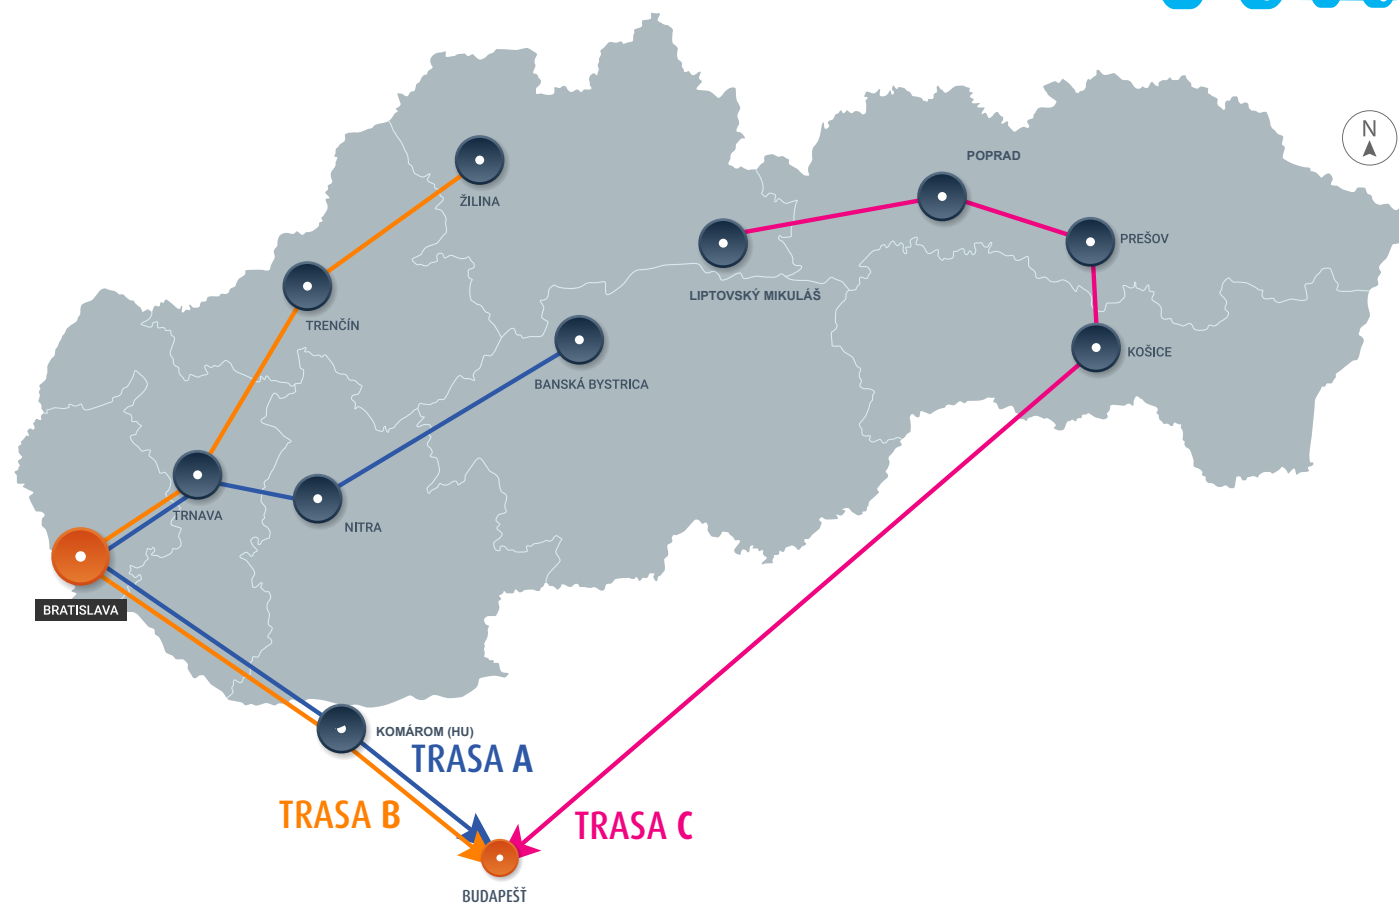 N
POPRAD
ŽILINA
PREŠOV
LIPTOVSKÝ MIKULÁŠ
TRENČÍN
KOŠICE
BANSKÁ BYSTRICA
TRNAVA
NITRA
BRATISLAVA
KOMÁROM (HU)
TRASA A
TRASA B
TRASA C
BUDAPEŠŤ